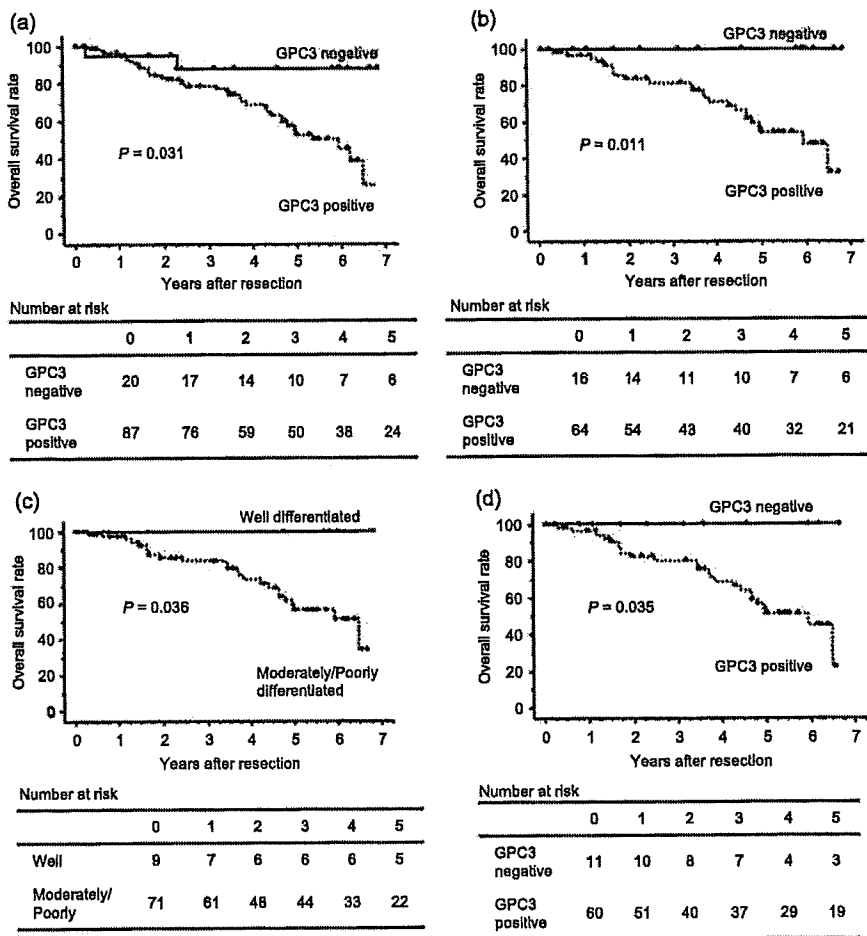 (a)
GPC3 negative
100
80
60
40
20
0
Overall survival rate
P = 0.031
GPC3 positive
0 1 2 3 4 5 6 7
Years after resection
Number at risk
0 1 2 3 4 5
GPC3 negative 20 17 14 10 7 6
GPC3 positive 87 76 59 50 38 24
(b)
GPC3 negative
100
80
60
40
20
0
Overall survival rate
P = 0.011
GPC3 positive
0 1 2 3 4 5 6 7
Years after resection
Number at risk
0 1 2 3 4 5
GPC3 negative 16 14 11 10 7 6
GPC3 positive 64 54 43 40 32 21
(c)
Well differentiated
100
80
60
40
20
0
Overall survival rate
P = 0.036
Moderately/Poorly
differentiated
0 1 2 3 4 5 6 7
Years after resection
Number at risk
0 1 2 3 4 5
Well 9 7 6 6 6 5
Moderately/
Poorly 71 61 48 44 33 22
(d)
GPC3 negative
100
80
60
40
20
0
Overall survival rate
P = 0.035
GPC3 positive
0 1 2 3 4 5 6 7
Years after resection
Number at risk
0 1 2 3 4 5
GPC3 negative 11 10 8 7 4 3
GPC3 positive 60 51 40 37 29 19